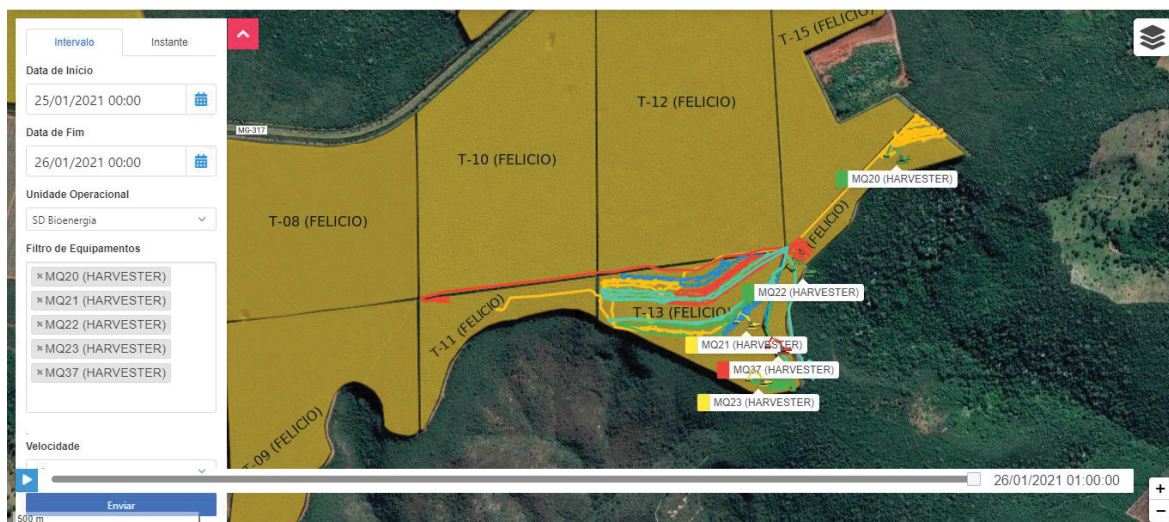 Intervalo
Instante
Data de Início
25/01/2021 00:00
Data de Fim
26/01/2021 00:00
Unidade Operacional
SD Bioenergia
Filtro de Equipamentos
×MQ20 (HARVESTER)
×MQ21 (HARVESTER)
×MQ22 (HARVESTER)
×MQ23 (HARVESTER)
×MQ37 (HARVESTER)
Velocidade
Enviar
500 m
T-15 (FELICIO)
T-12 (FELICIO)
MG-317
T-10 (FELICIO)
MQ20 (HARVESTER)
T-08 (FELICIO)
(FELICIO)
MQ22 (HARVESTER)
T-13 (FELICIO)
T-11 (FELICIO)
MQ21 (HARVESTER)
MQ37 (HARVESTER)
MQ23 (HARVESTER)
T-09 (FELICIO)
26/01/2021 01:00:00
+
−